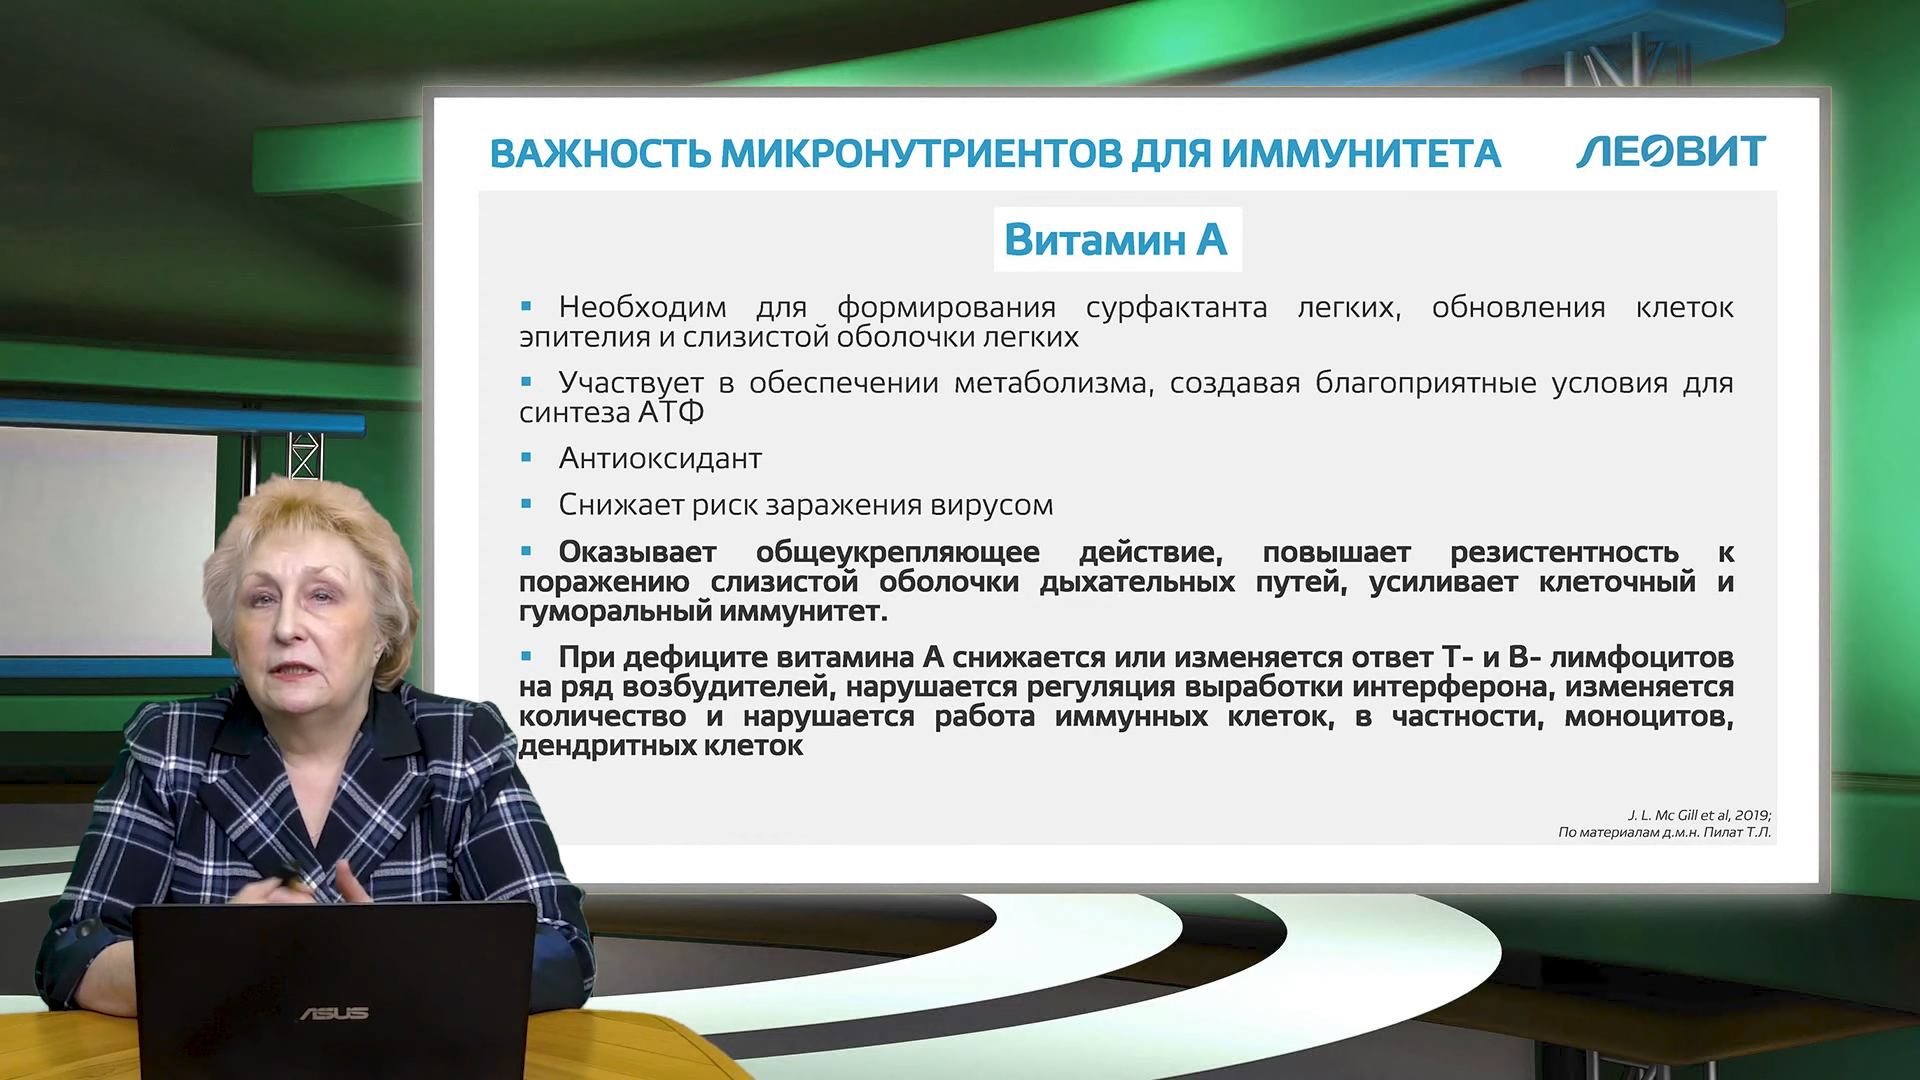 ВАЖНОСТЬ МИКРОНУТРИЕНТОВ ДЛЯ ИММУНИТЕТА
ЛЕОВИТ
Витамин А
▪ Необходим для формирования сурфактанта легких, обновления клеток
эпителия и слизистой оболочки легких
▪ Участвует в обеспечении метаболизма, создавая благоприятные условия для
синтеза АТФ
▪ Антиоксидант
▪ Снижает риск заражения вирусом
▪ Оказывает общеукрепляющее действие, повышает резистентность к
поражению слизистой оболочки дыхательных путей, усиливает клеточный и
гуморальный иммунитет.
▪ При дефиците витамина А снижается или изменяется ответ Т- и В- лимфоцитов
на ряд возбудителей, нарушается регуляция выработки интерферона, изменяется
количество и нарушается работа иммунных клеток, в частности, моноцитов,
дендритных клеток
J. L. Mc Gill et al, 2019;
По материалам д.м.н. Пилат Т.Л.
ASUS